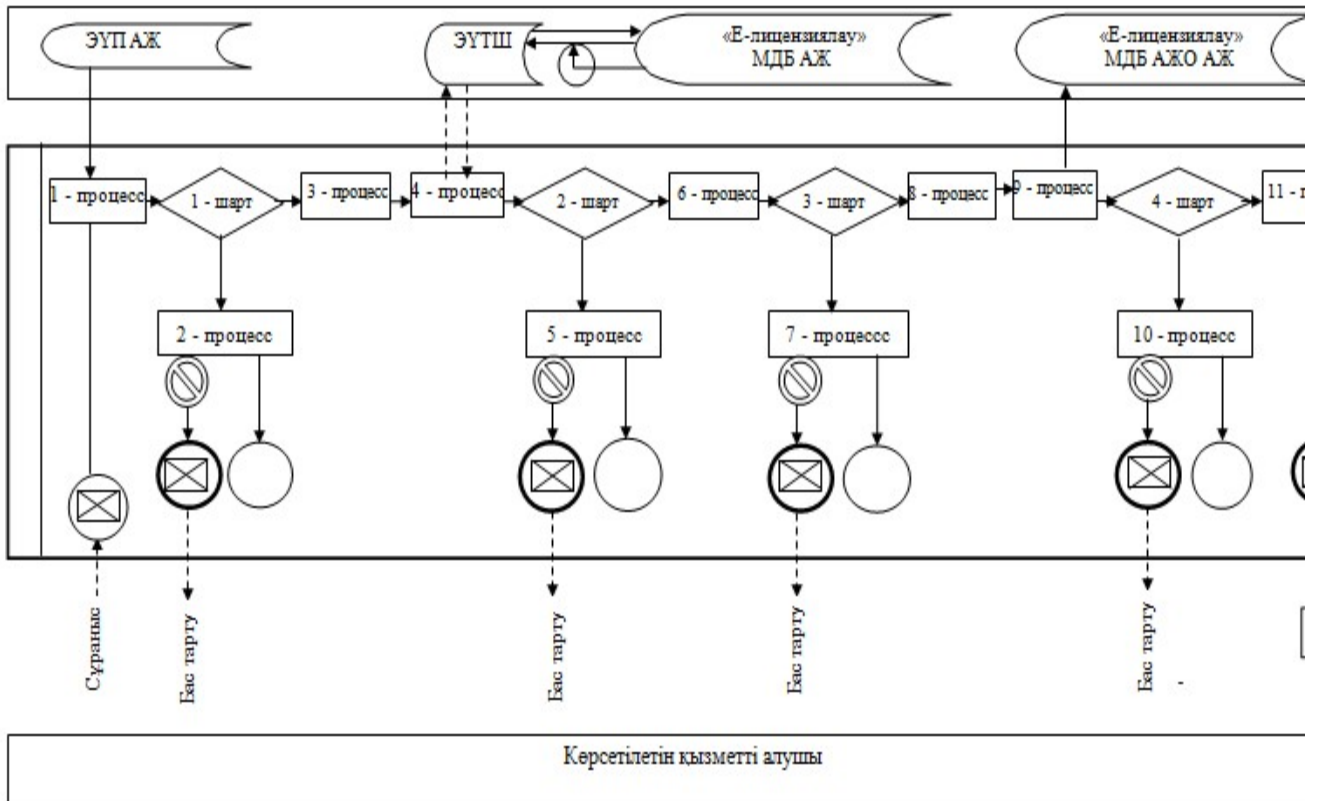 ЭҮП АЖ
ЭҮТШ
«Е-лицензиялау»
МДБ АЖ
«Е-лицензиялау»
МДБ АЖО АЖ
1 - процесс
1 - шарт
3 - процесс
4 - процесс
2 - шарт
6 - процесс
3 - шарт
8 - процесс
9 - процесс
4 - шарт
11 - п
2 - процесс
5 - процесс
7 - процессс
10 - процесс
Сұраныс
Бас тарту
Бас тарту
Бас тарту
Бас тарту -
Көрсетілетін қызметті алушы